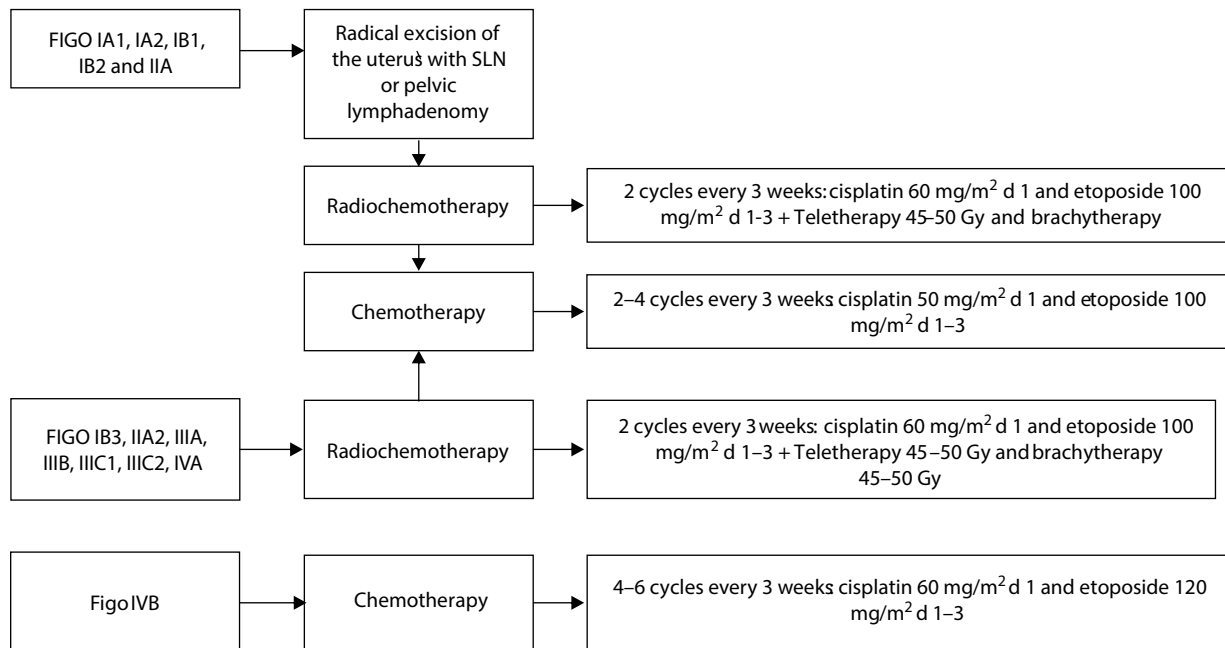 FIGO IA1, IA2, IB1,
IB2 and IIA
Radical excision of
the uterus̀ with SLN
or pelvic
lymphadenomy
Radiochemotherapy
2 cycles every 3 weeks: cisplatin 60 mg/m² d 1 and etoposide 100
mg/m² d 1-3 + Teletherapy 45–50 Gy and brachytherapy
Chemotherapy
2–4 cycles every 3 weeks: cisplatin 50 mg/m² d 1 and etoposide 100
mg/m² d 1–3
FIGO IB3, IIA2, IIIA,
IIIB, IIIC1, IIIC2, IVA
Radiochemotherapy
2 cycles every 3 weeks: cisplatin 60 mg/m² d 1 and etoposide 100
mg/m² d 1–3 + Teletherapy 45–50 Gy and brachytherapy
45–50 Gy
Figo IVB
Chemotherapy
4–6 cycles every 3 weeks: cisplatin 60 mg/m² d 1 and etoposide 120
mg/m² d 1–3